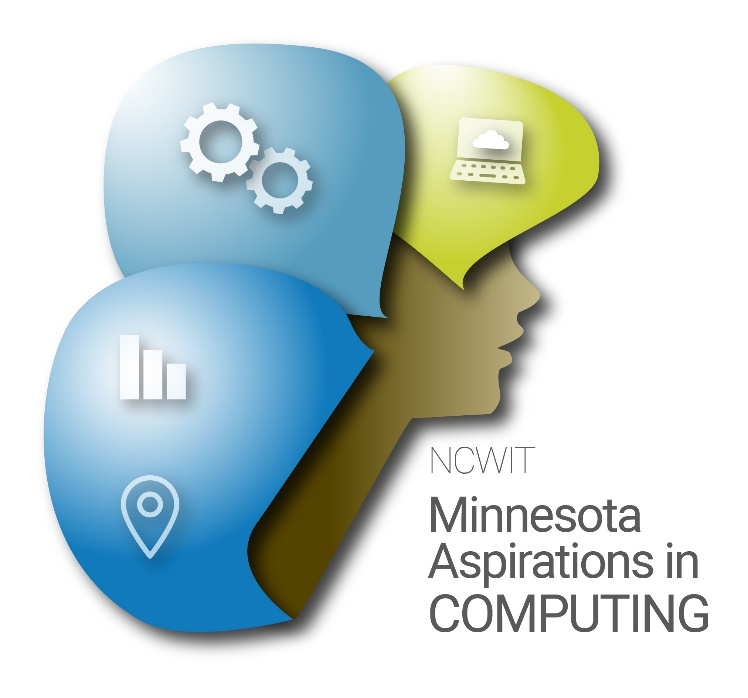 NCWIT
Minnesota
Aspirations in
COMPUTING